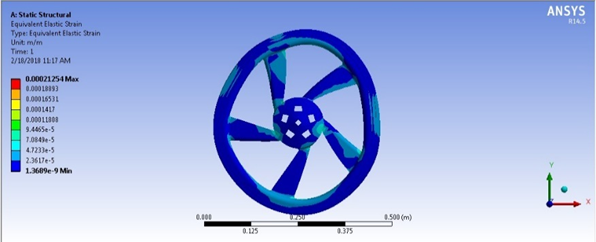 A: Static Structural
Equivalent Elastic Strain
Type: Equivalent Elastic Strain
Unit: m/m
Time: 1
2/18/2018 11:17 AM
0.00021254 Max
0.00018893
0.00016531
0.0001417
0.00011808
9.4465e-5
7.0849e-5
4.7233e-5
2.3617e-5
1.3609e-9 Min
ANSYS
R14.5
Y
X
0.000
0.250
0.500 (m)
0.125
0.375